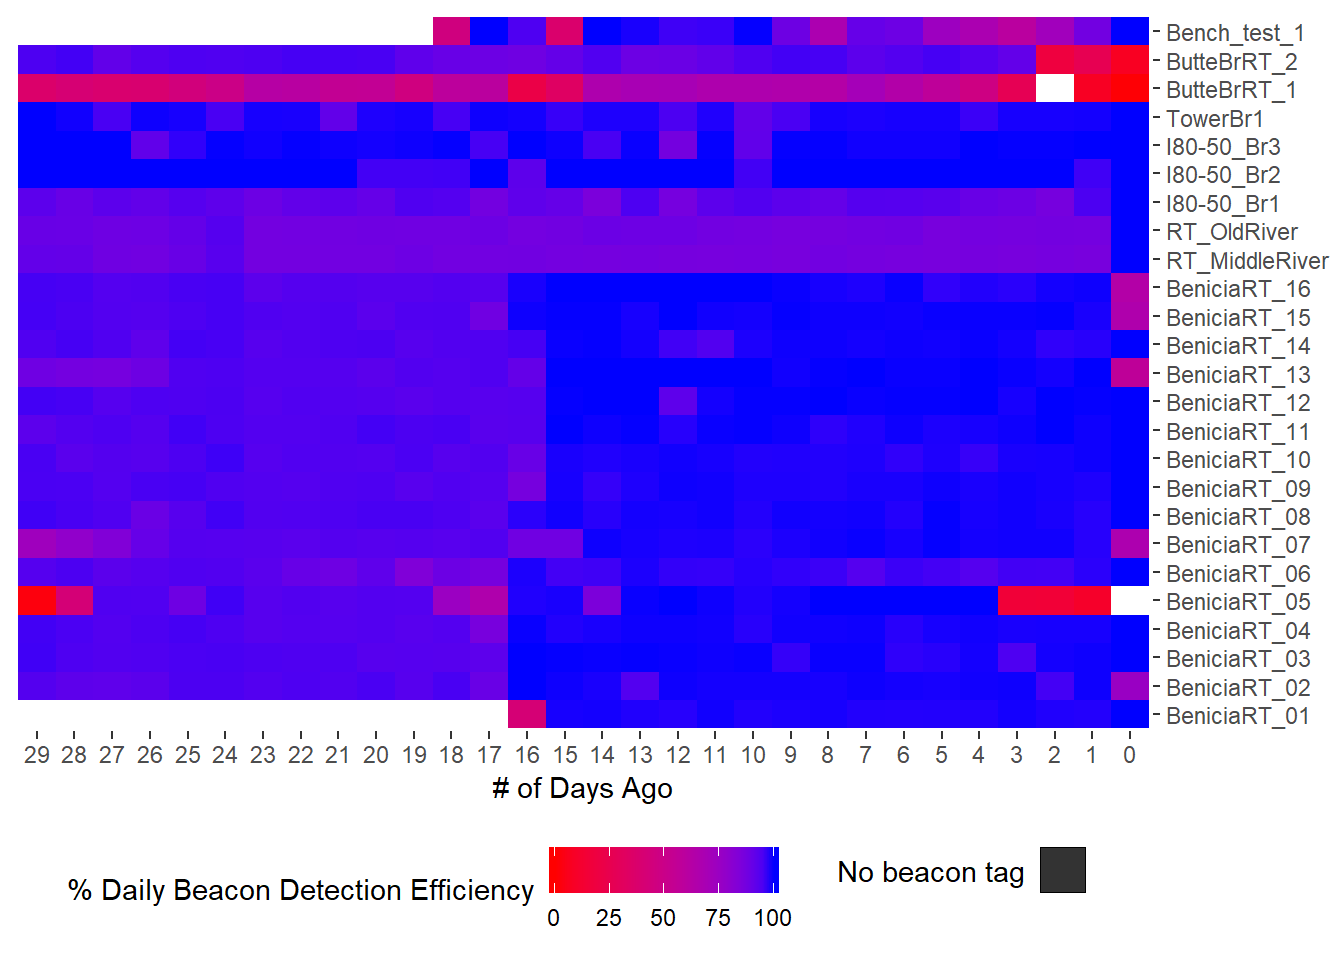 Bench_test_1
ButteBrRT_2
ButteBrRT_1
TowerBr1
I80-50_Br3
I80-50_Br2
I80-50_Br1
RT_OldRiver
RT_MiddleRiver
BeniciaRT_16
BeniciaRT_15
BeniciaRT_14
BeniciaRT_13
BeniciaRT_12
BeniciaRT_11
BeniciaRT_10
BeniciaRT_09
BeniciaRT_08
BeniciaRT_07
BeniciaRT_06
BeniciaRT_05
BeniciaRT_04
BeniciaRT_03
BeniciaRT_02
BeniciaRT_01
29 28 27 26 25 24 23 22 21 20 19 18 17 16 15 14 13 12 11 10 9 8 7 6 5 4 3 2 1 0
# of Days Ago
% Daily Beacon Detection Efficiency
0 25 50 75 100
No beacon tag